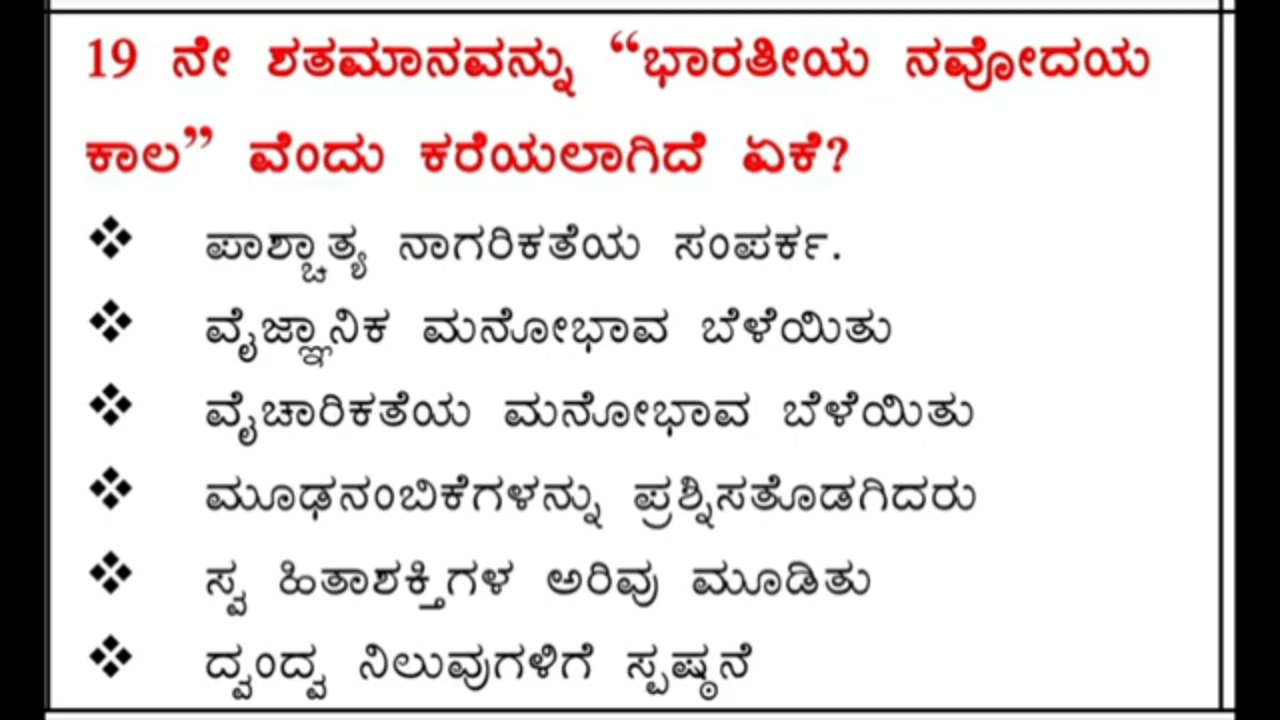 19 ನೇ ಶತಮಾನವನ್ನು “ಭಾರತೀಯ ನವೋದಯ
ಕಾಲ” ವೆಂದು ಕರೆಯಲಾಗಿದೆ ಏಕೆ?
❖ ಪಾಶ್ಚಾತ್ಯ ನಾಗರಿಕತೆಯ ಸಂಪರ್ಕ.
❖ ವೈಜ್ಞಾನಿಕ ಮನೋಭಾವ ಬೆಳೆಯಿತು
❖ ವೈಚಾರಿಕತೆಯ ಮನೋಭಾವ ಬೆಳೆಯಿತು
❖ ಮೂಢನಂಬಿಕೆಗಳನ್ನು ಪ್ರಶ್ನಿಸತೊಡಗಿದರು
❖ ಸ್ವ ಹಿತಾಶಕ್ತಿಗಳ ಅರಿವು ಮೂಡಿತು
❖ ದ್ವಂದ್ವ ನಿಲುವುಗಳಿಗೆ ಸ್ಪಷ್ಠನೆ